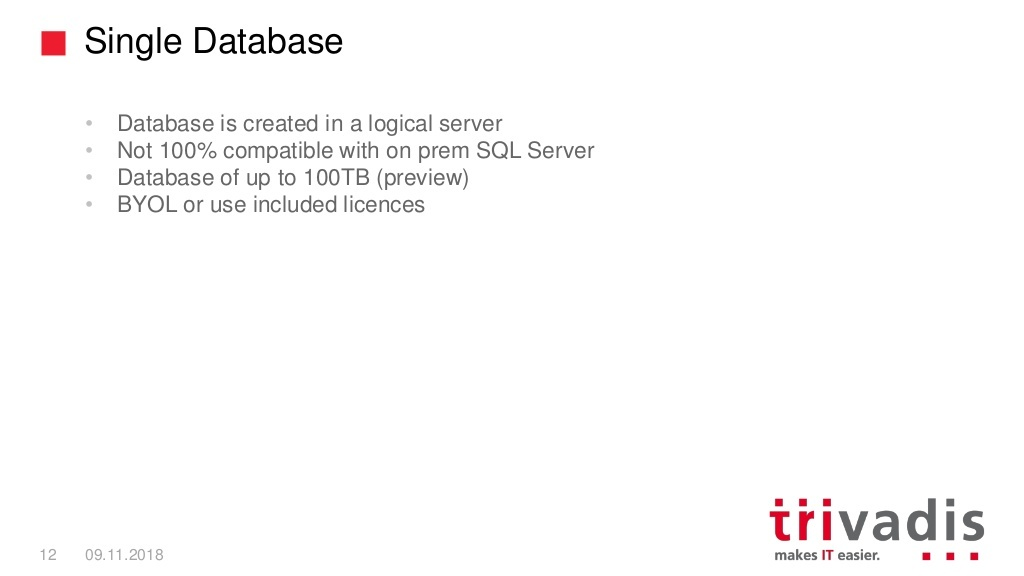 Single Database
• Database is created in a logical server
• Not 100% compatible with on prem SQL Server
• Database of up to 100TB (preview)
• BYOL or use included licences
trivadis
makes IT easier.
12 09.11.2018